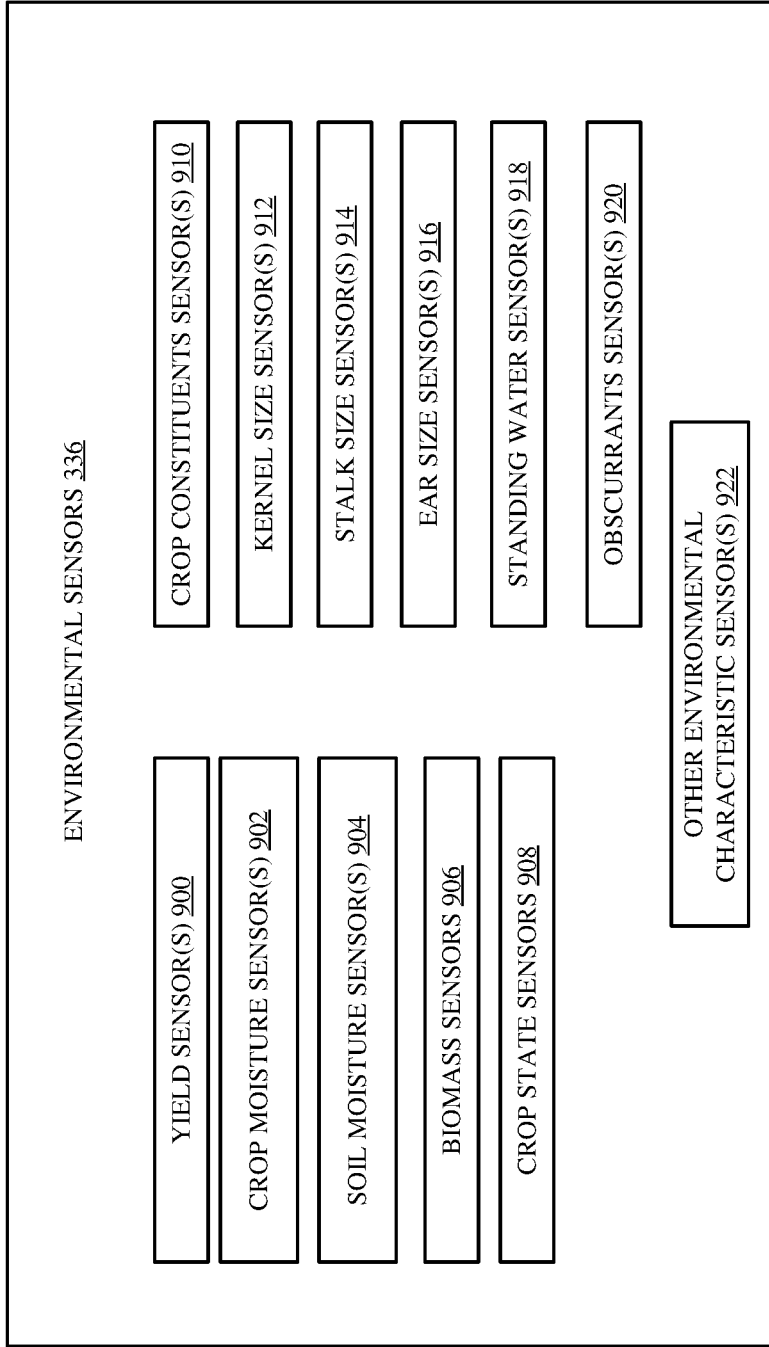 ENVIRONMENTAL SENSORS 336
YIELD SENSOR(S) 900
CROP MOISTURE SENSOR(S) 902
SOIL MOISTURE SENSOR(S) 904
BIOMASS SENSORS 906
CROP STATE SENSORS 908
CROP CONSTITUENTS SENSOR(S) 910
KERNEL SIZE SENSOR(S) 912
STALK SIZE SENSOR(S) 914
EAR SIZE SENSOR(S) 916
STANDING WATER SENSOR(S) 918
OBSCURRANTS SENSOR(S) 920
OTHER ENVIRONMENTAL
CHARACTERISTIC SENSOR(S) 922